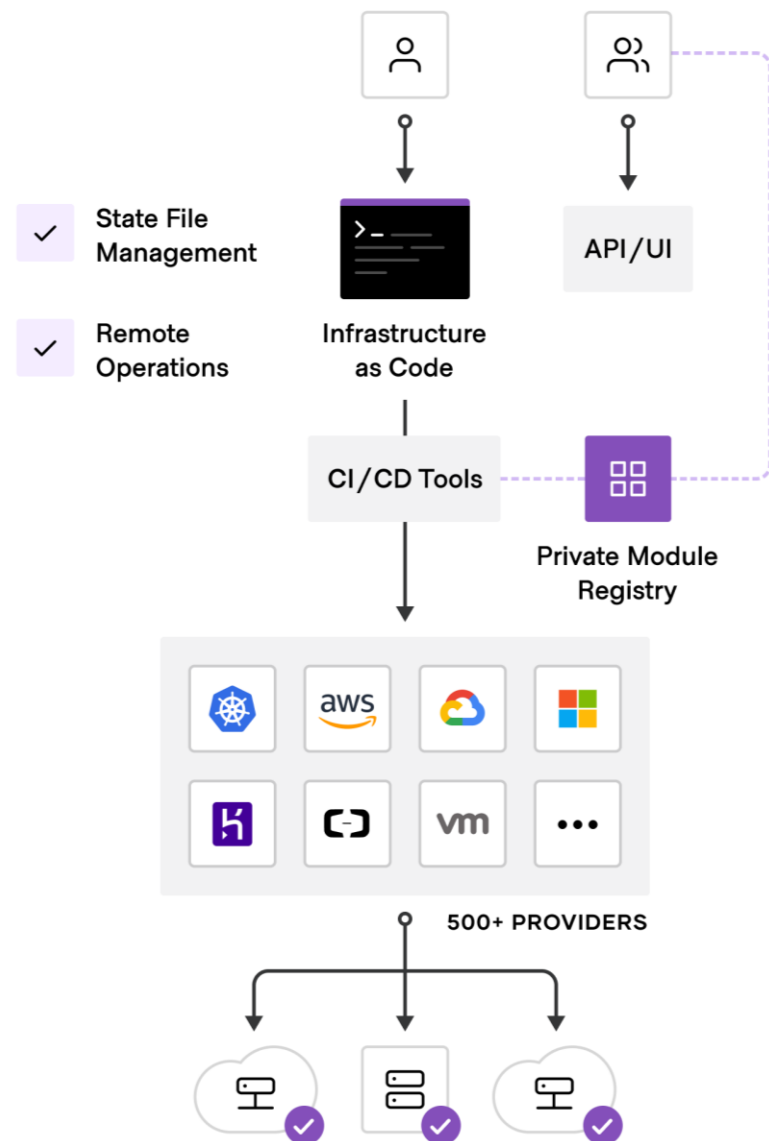 State File
Management
API/UI
Remote
Operations
Infrastructure
as Code
CI/CD Tools
Private Module
Registry
aws
vm
500+ PROVIDERS